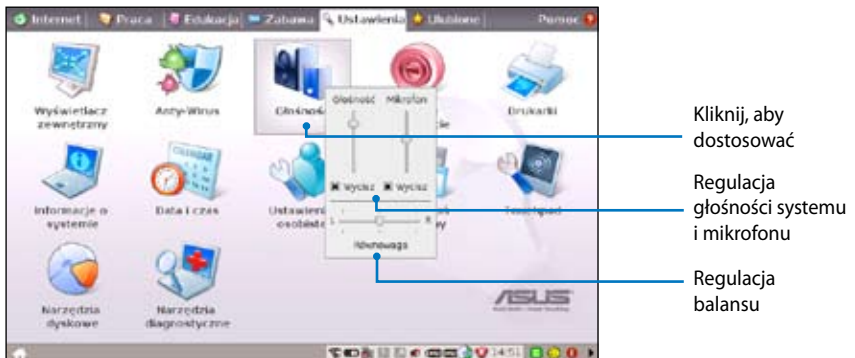 Internet Praca Edukacja Zabawa Ustawienia Ulubione Pomoc
Głośność Mikrofon
Wyświetlacz
zewnętrzny
Anty-Wirus
Głośność
cie
Drukarki
Kliknij, aby
dostosować
wycisz wycisz
Regulacja
głośności systemu
i mikrofonu
Informacje o
systemie
Data i czas
Ustawienia
osobiste
Touchpad
L R
Równowaga
Regulacja
balansu
Narzędzia
dyskowe
Narzędzia
diagnostyczne
ASUS
14:51